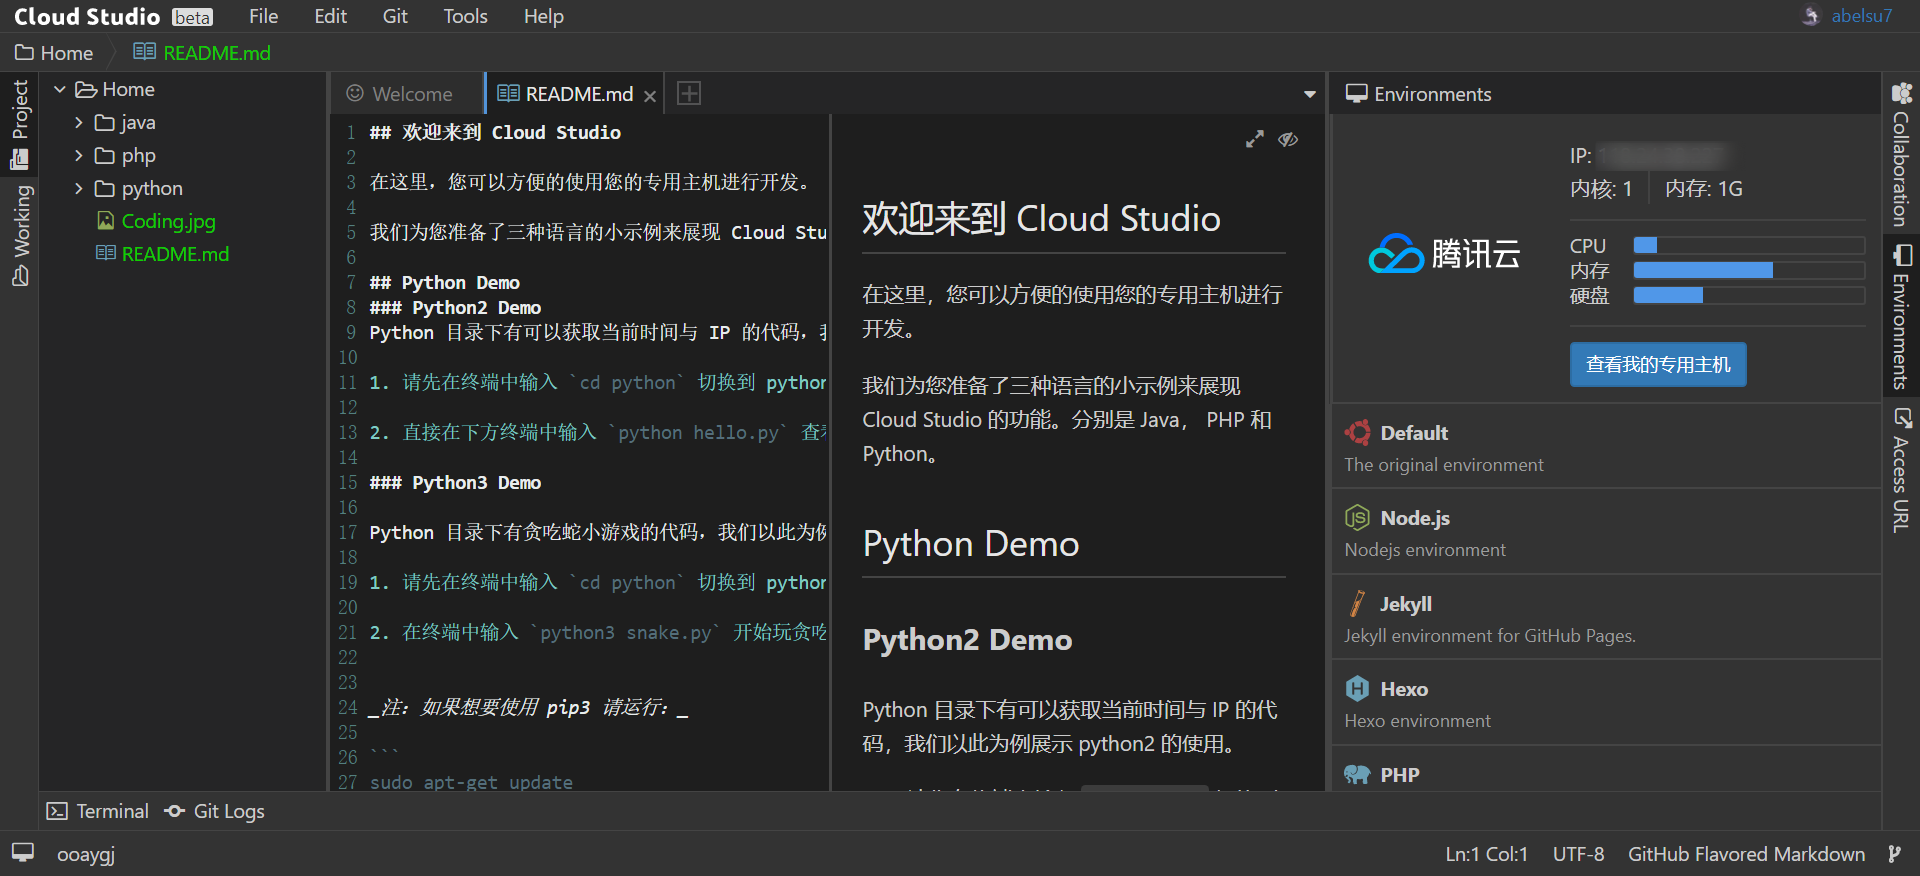 Cloud Studio beta File Edit Git Tools Help abelsu7
Home README.md
Project
Working
Home
java
php
python
Coding.jpg
README.md
Welcome README.md
1 ## 欢迎来到 Cloud Studio
2
3 在这里，您可以方便的使用您的专用主机进行开发。
4
5 我们为您准备了三种语言的小示例来展现 Cloud Stu
6
7 ## Python Demo
8 ### Python2 Demo
9 Python 目录下有可以获取当前时间与 IP 的代码，我
10
11 1. 请先在终端中输入 `cd python` 切换到 python
12
13 2. 直接在下方终端中输入 `python hello.py` 查看
14
15 ### Python3 Demo
16
17 Python 目录下有贪吃蛇小游戏的代码，我们以此为例
18
19 1. 请先在终端中输入 `cd python` 切换到 python
20
21 2. 在终端中输入 `python3 snake.py` 开始玩贪吃
22
23
24 _注：如果想要使用 pip3 请运行：_
25
26 ```
27 sudo apt-get update
欢迎来到 Cloud Studio
在这里，您可以方便的使用您的专用主机进行
开发。
我们为您准备了三种语言的小示例来展现
Cloud Studio 的功能。分别是 Java， PHP 和
Python。
Python Demo
Python2 Demo
Python 目录下有可以获取当前时间与 IP 的代
码，我们以此为例展示 python2 的使用。
Environments
腾讯云
IP:
内核: 1 内存: 1G
CPU
内存
硬盘
查看我的专用主机
Default
The original environment
Node.js
Nodejs environment
Jekyll
Jekyll environment for GitHub Pages.
Hexo
Hexo environment
PHP
Collaboration
Environments
Access URL
Terminal Git Logs
ooaygj Ln:1 Col:1 UTF-8 GitHub Flavored Markdown